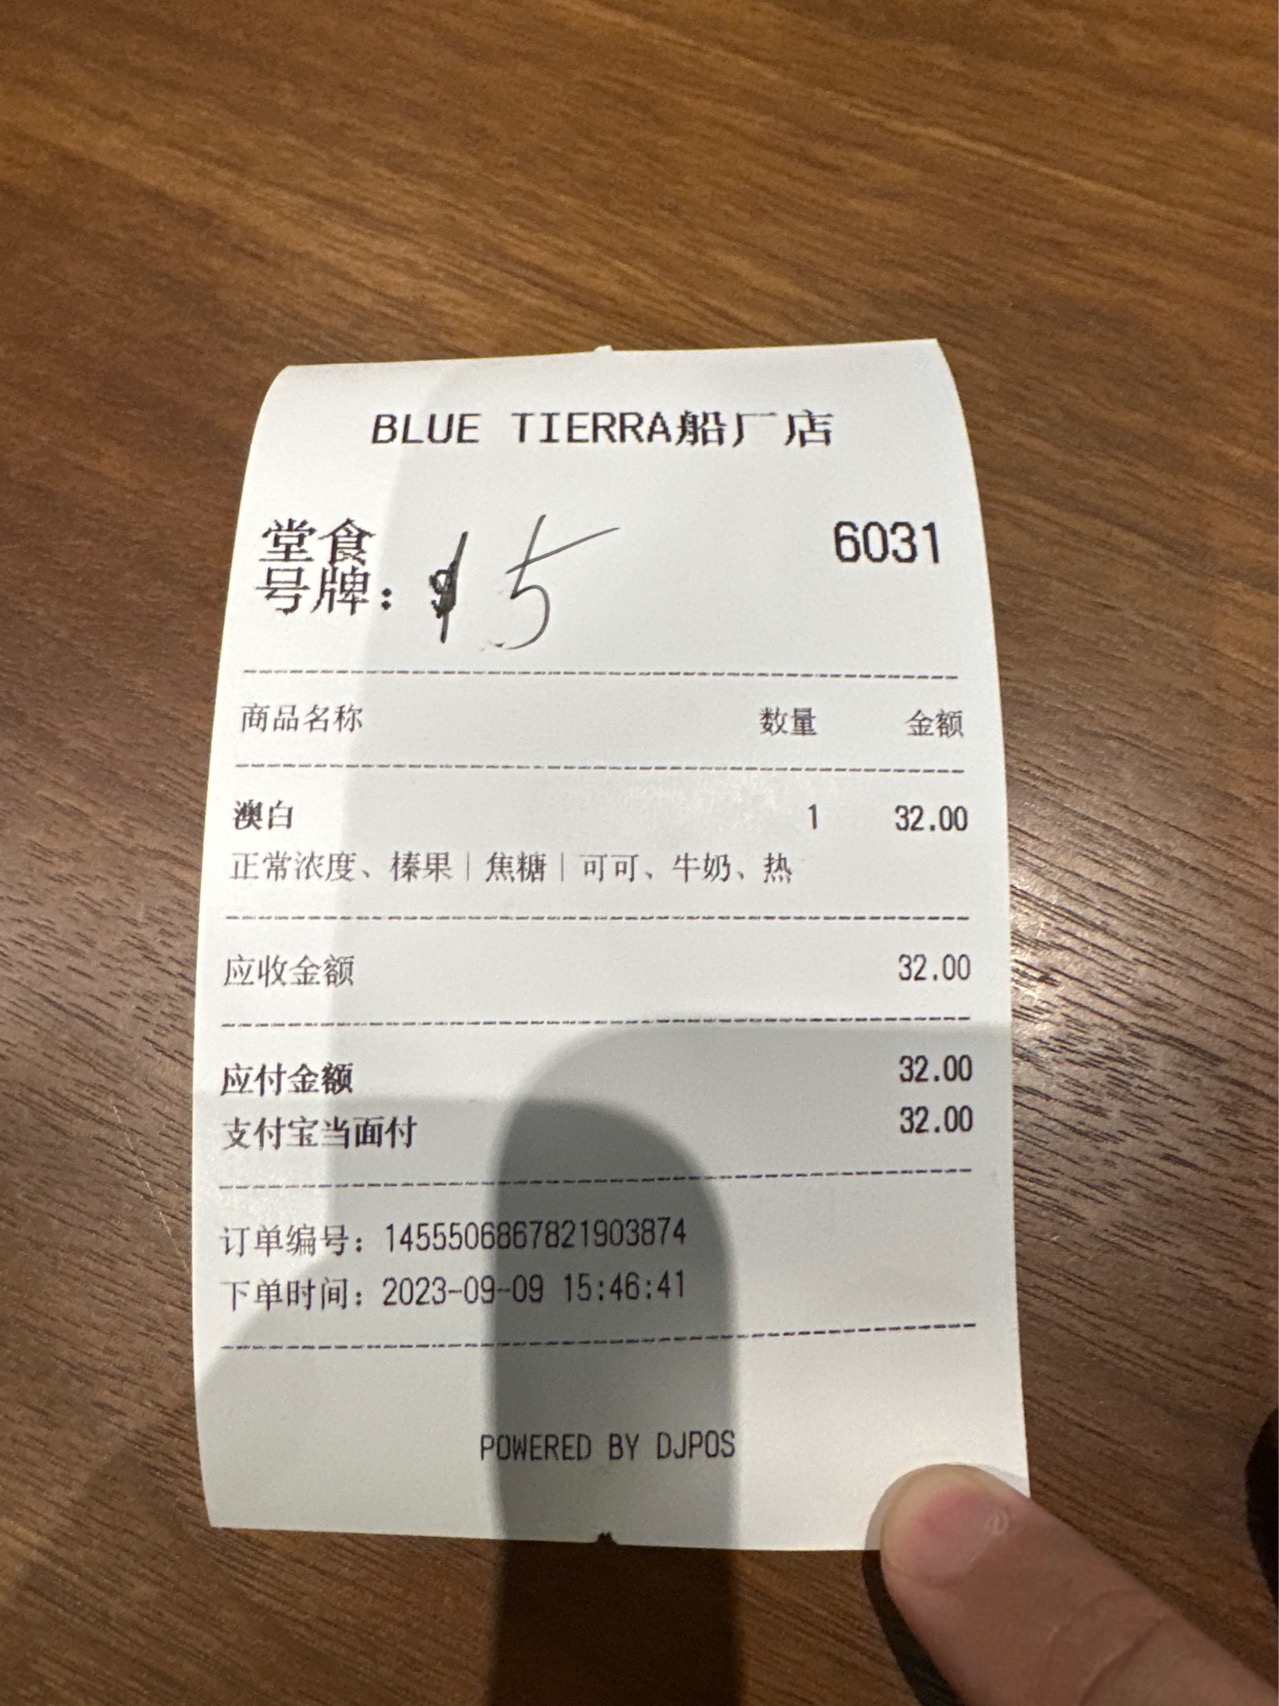 BLUE TIERRA船厂店
堂食 6031
号牌： 15
商品名称 数量 金额
澳白 1 32.00
正常浓度、榛果|焦糖|可可、牛奶、热
应收金额 32.00
应付金额 32.00
支付宝当面付 32.00
订单编号：1455506867821903874
下单时间：2023-09-09 15:46:41
POWERED BY DJPOS